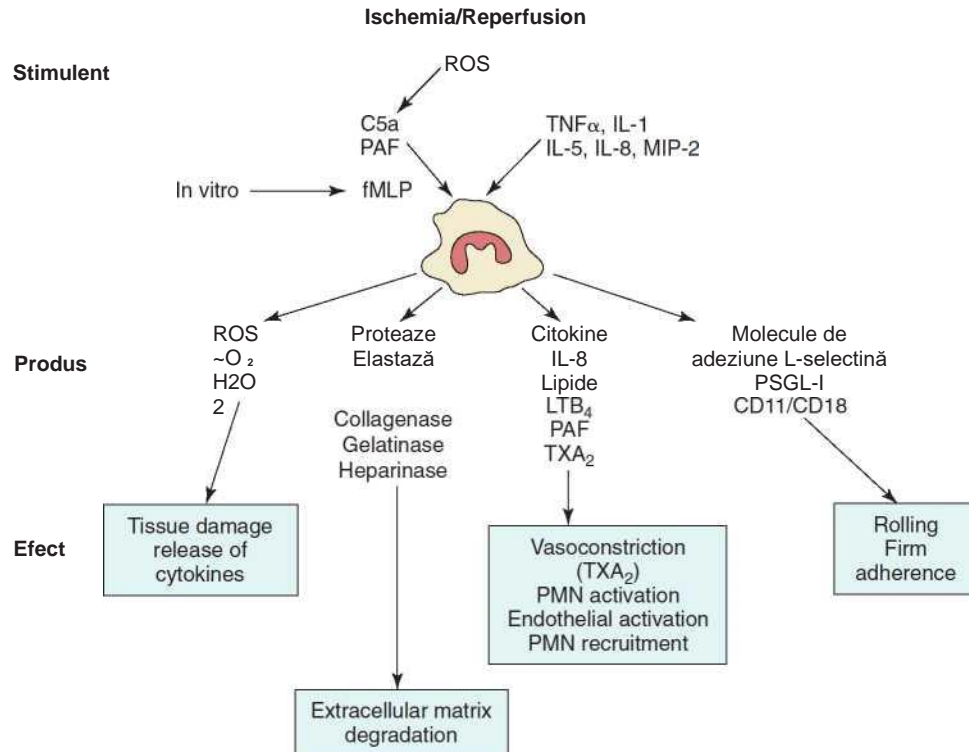 Ischemia/Reperfusion
Stimulent
ROS
C5a
PAF
TNFα, IL-1
IL-5, IL-8, MIP-2
In vitro
fMLP
Produs
ROS
~O ₂
H2O
2
Proteaze
Elastază
Collagenase
Gelatinase
Heparinase
Citokine
IL-8
Lipide
LTB₄
PAF
TXA₂
Molecule de
adeziune L-selectină
PSGL-I
CD11/CD18
Efect
Tissue damage
release of
cytokines
Extracellular matrix
degradation
Vasoconstriction
(TXA₂)
PMN activation
Endothelial activation
PMN recruitment
Rolling
Firm
adherence